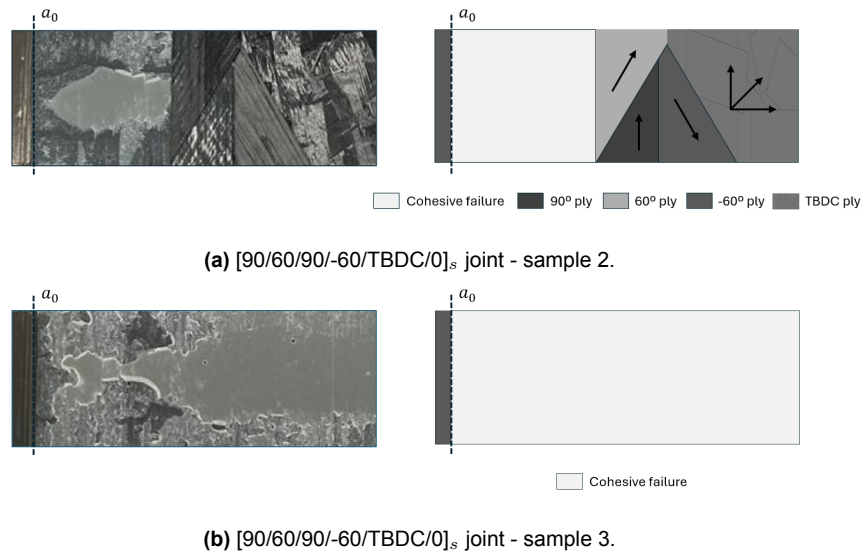 a₀ a₀
Cohesive failure 90º ply 60º ply -60º ply TBDC ply
(a) [90/60/90/-60/TBDC/0]ₛ joint - sample 2.
a₀ a₀
Cohesive failure
(b) [90/60/90/-60/TBDC/0]ₛ joint - sample 3.